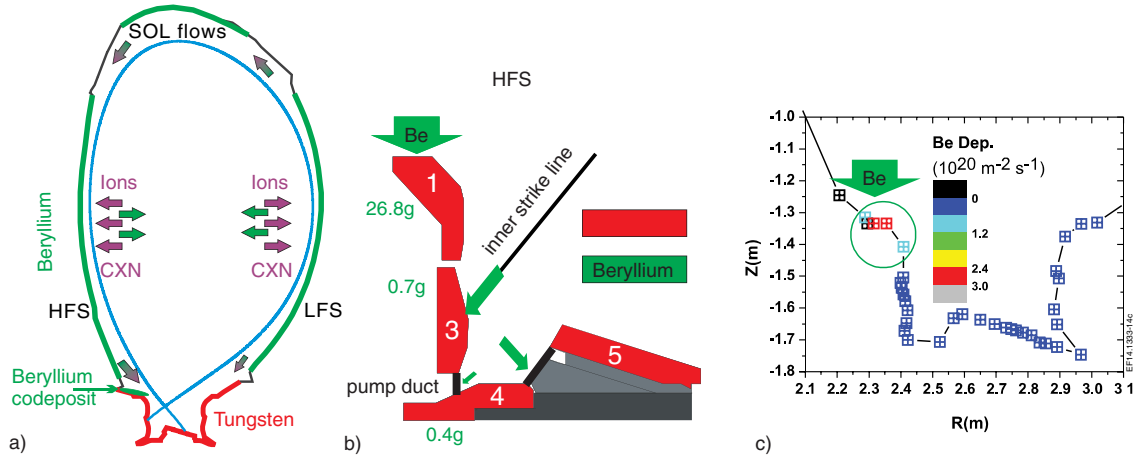 SOL flows
Ions
Ions
CXN
CXN
Beryllium
HFS
LFS
Beryllium
codeposit
Tungsten
a)
HFS
Be
1
26.8g
inner strike line
0.7g
Beryllium
3
5
pump duct
4
0.4g
b)
Be Dep.
(10²⁰ m⁻² s⁻¹)
Be
0
1.2
2.4
3.0
-1.0
-1.1
-1.2
-1.3
-1.4
-1.5
-1.6
-1.7
-1.8
Z(m)
2.1 2.2 2.3 2.4 2.5 2.6 2.7 2.8 2.9 3.0 3 1
R(m)
EF14.1333-14c
c)